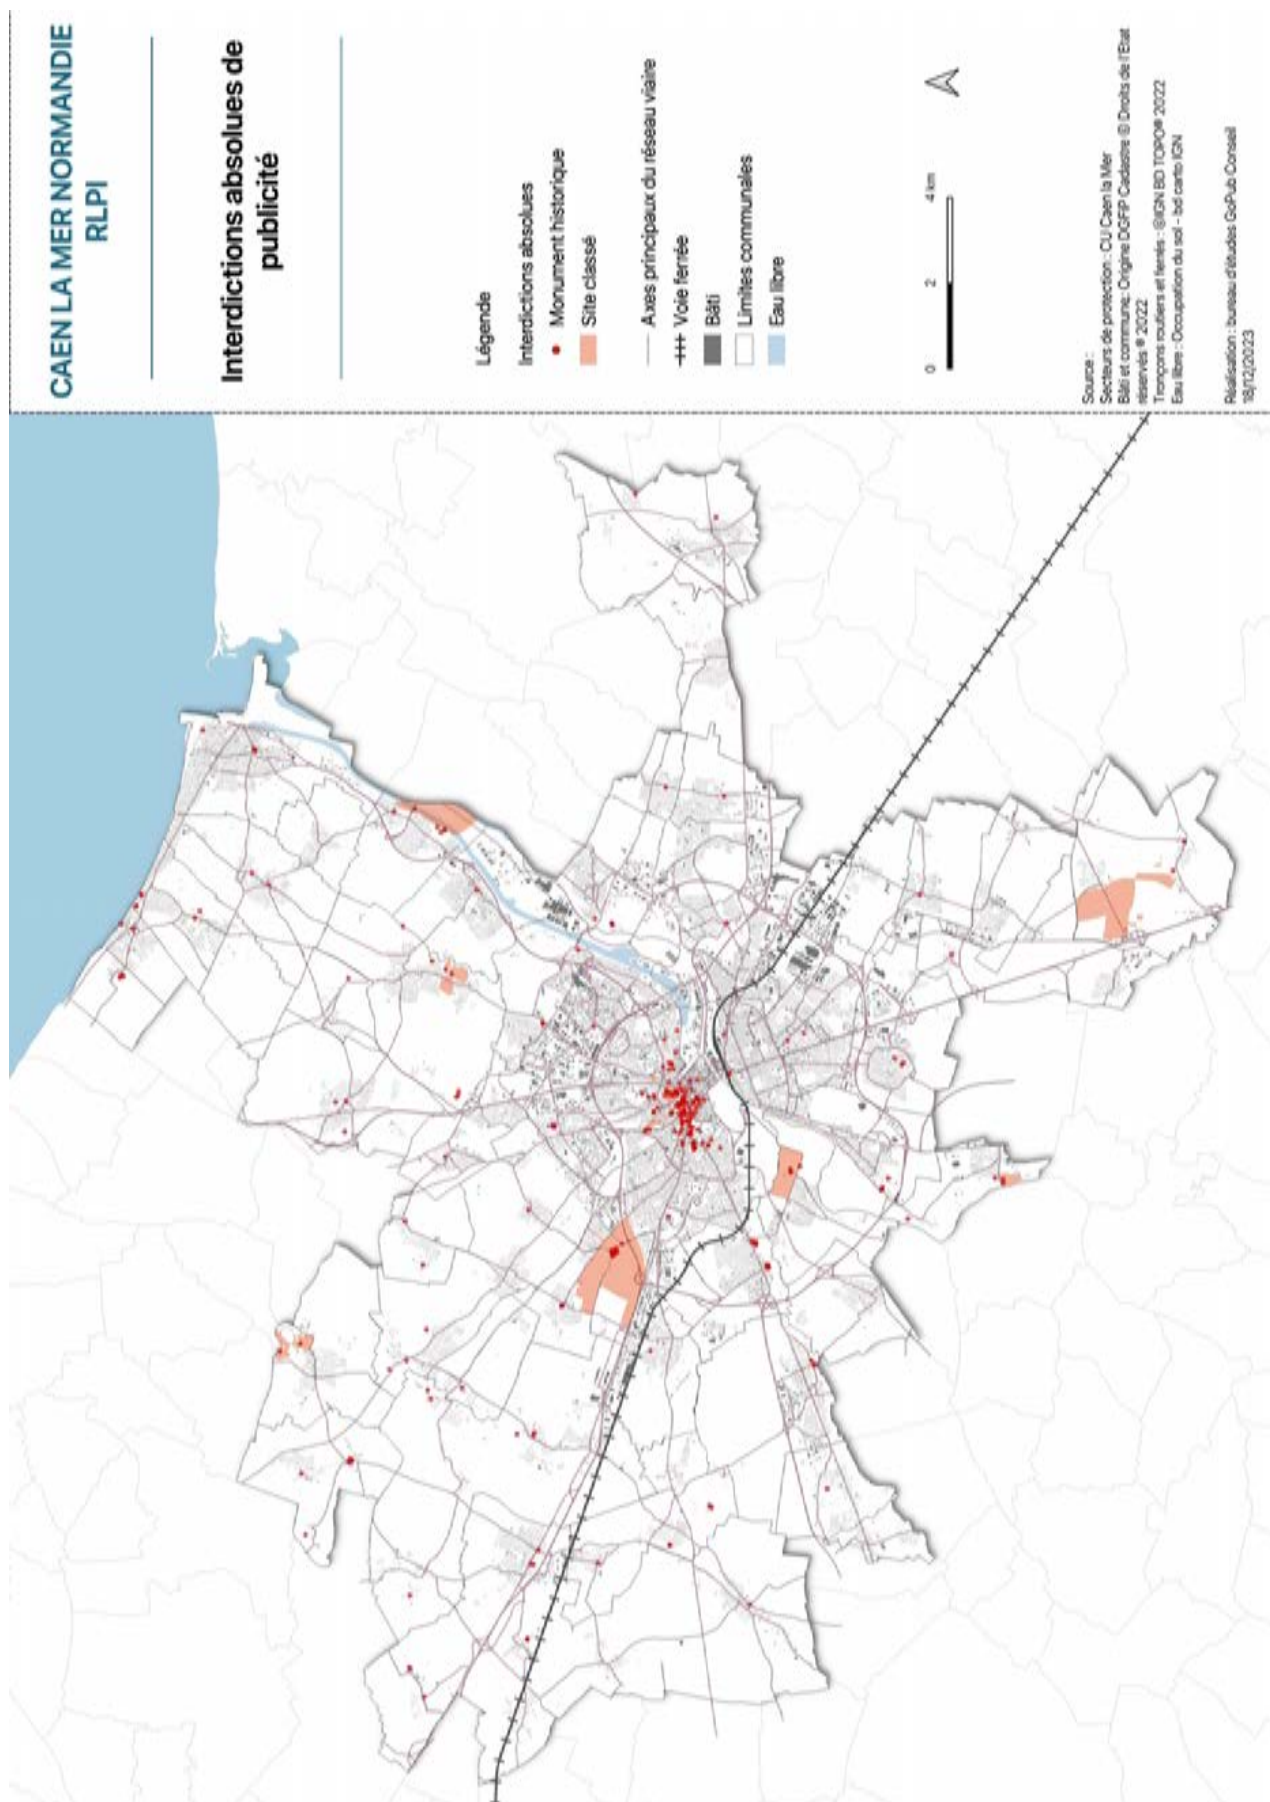 CAEN LA MER NORMANDIE
RLPI
Interdictions absolues de
publicité
Légende
Interdictions absolues
Monument historique
Site classé
Axes principaux du réseau viaire
Voie ferrée
Bâti
Limites communales
Eau libre
0 2 4 km
Source :
Secteurs de protection : CU Caen la Mer
Bâti et commune : Origine DGFiP Cadastre © Droits de l'Etat
réservés ® 2022
Tronçons routiers et ferrés : ©IGN BD TOPO® 2022
Eau libre : Occupation du sol - bd carto IGN
Réalisation : bureau d'études GoPub Conseil
18/12/2023